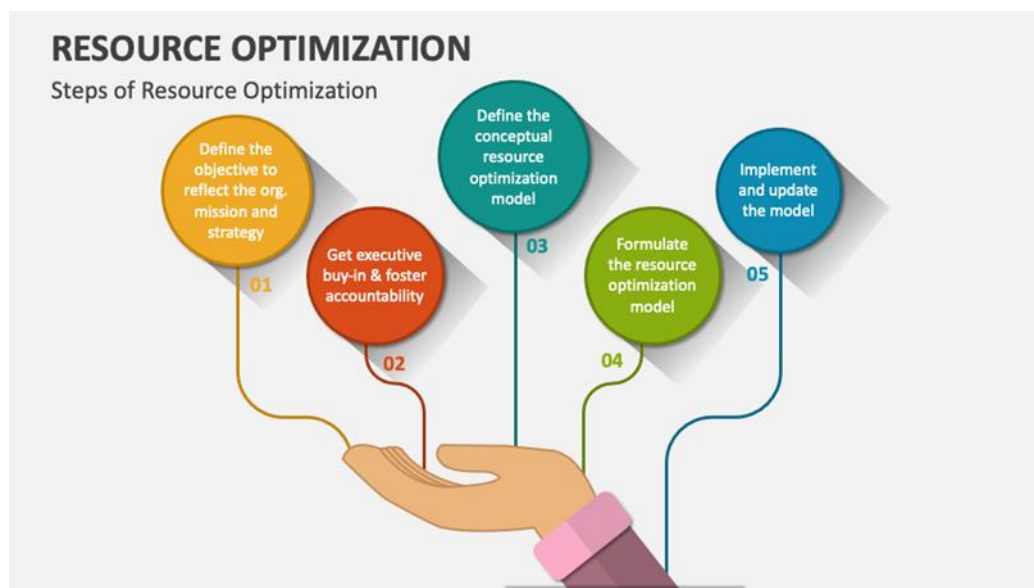 RESOURCE OPTIMIZATION
Steps of Resource Optimization
Define the
objective to
reflect the org.
mission and
strategy
01
Get executive
buy-in & foster
accountability
02
Define the
conceptual
resource
optimization
model
03
Formulate
the resource
optimization
model
04
Implement
and update
the model
05